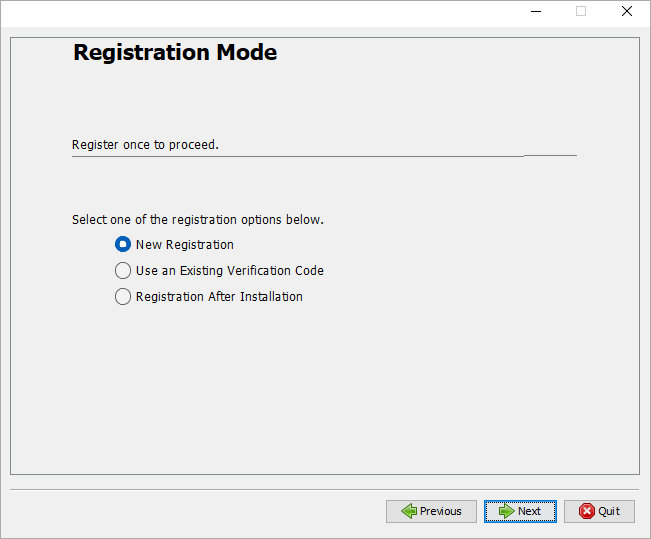 Registration Mode
Register once to proceed.
Select one of the registration options below.
New Registration
Use an Existing Verification Code
Registration After Installation
Previous Next Quit